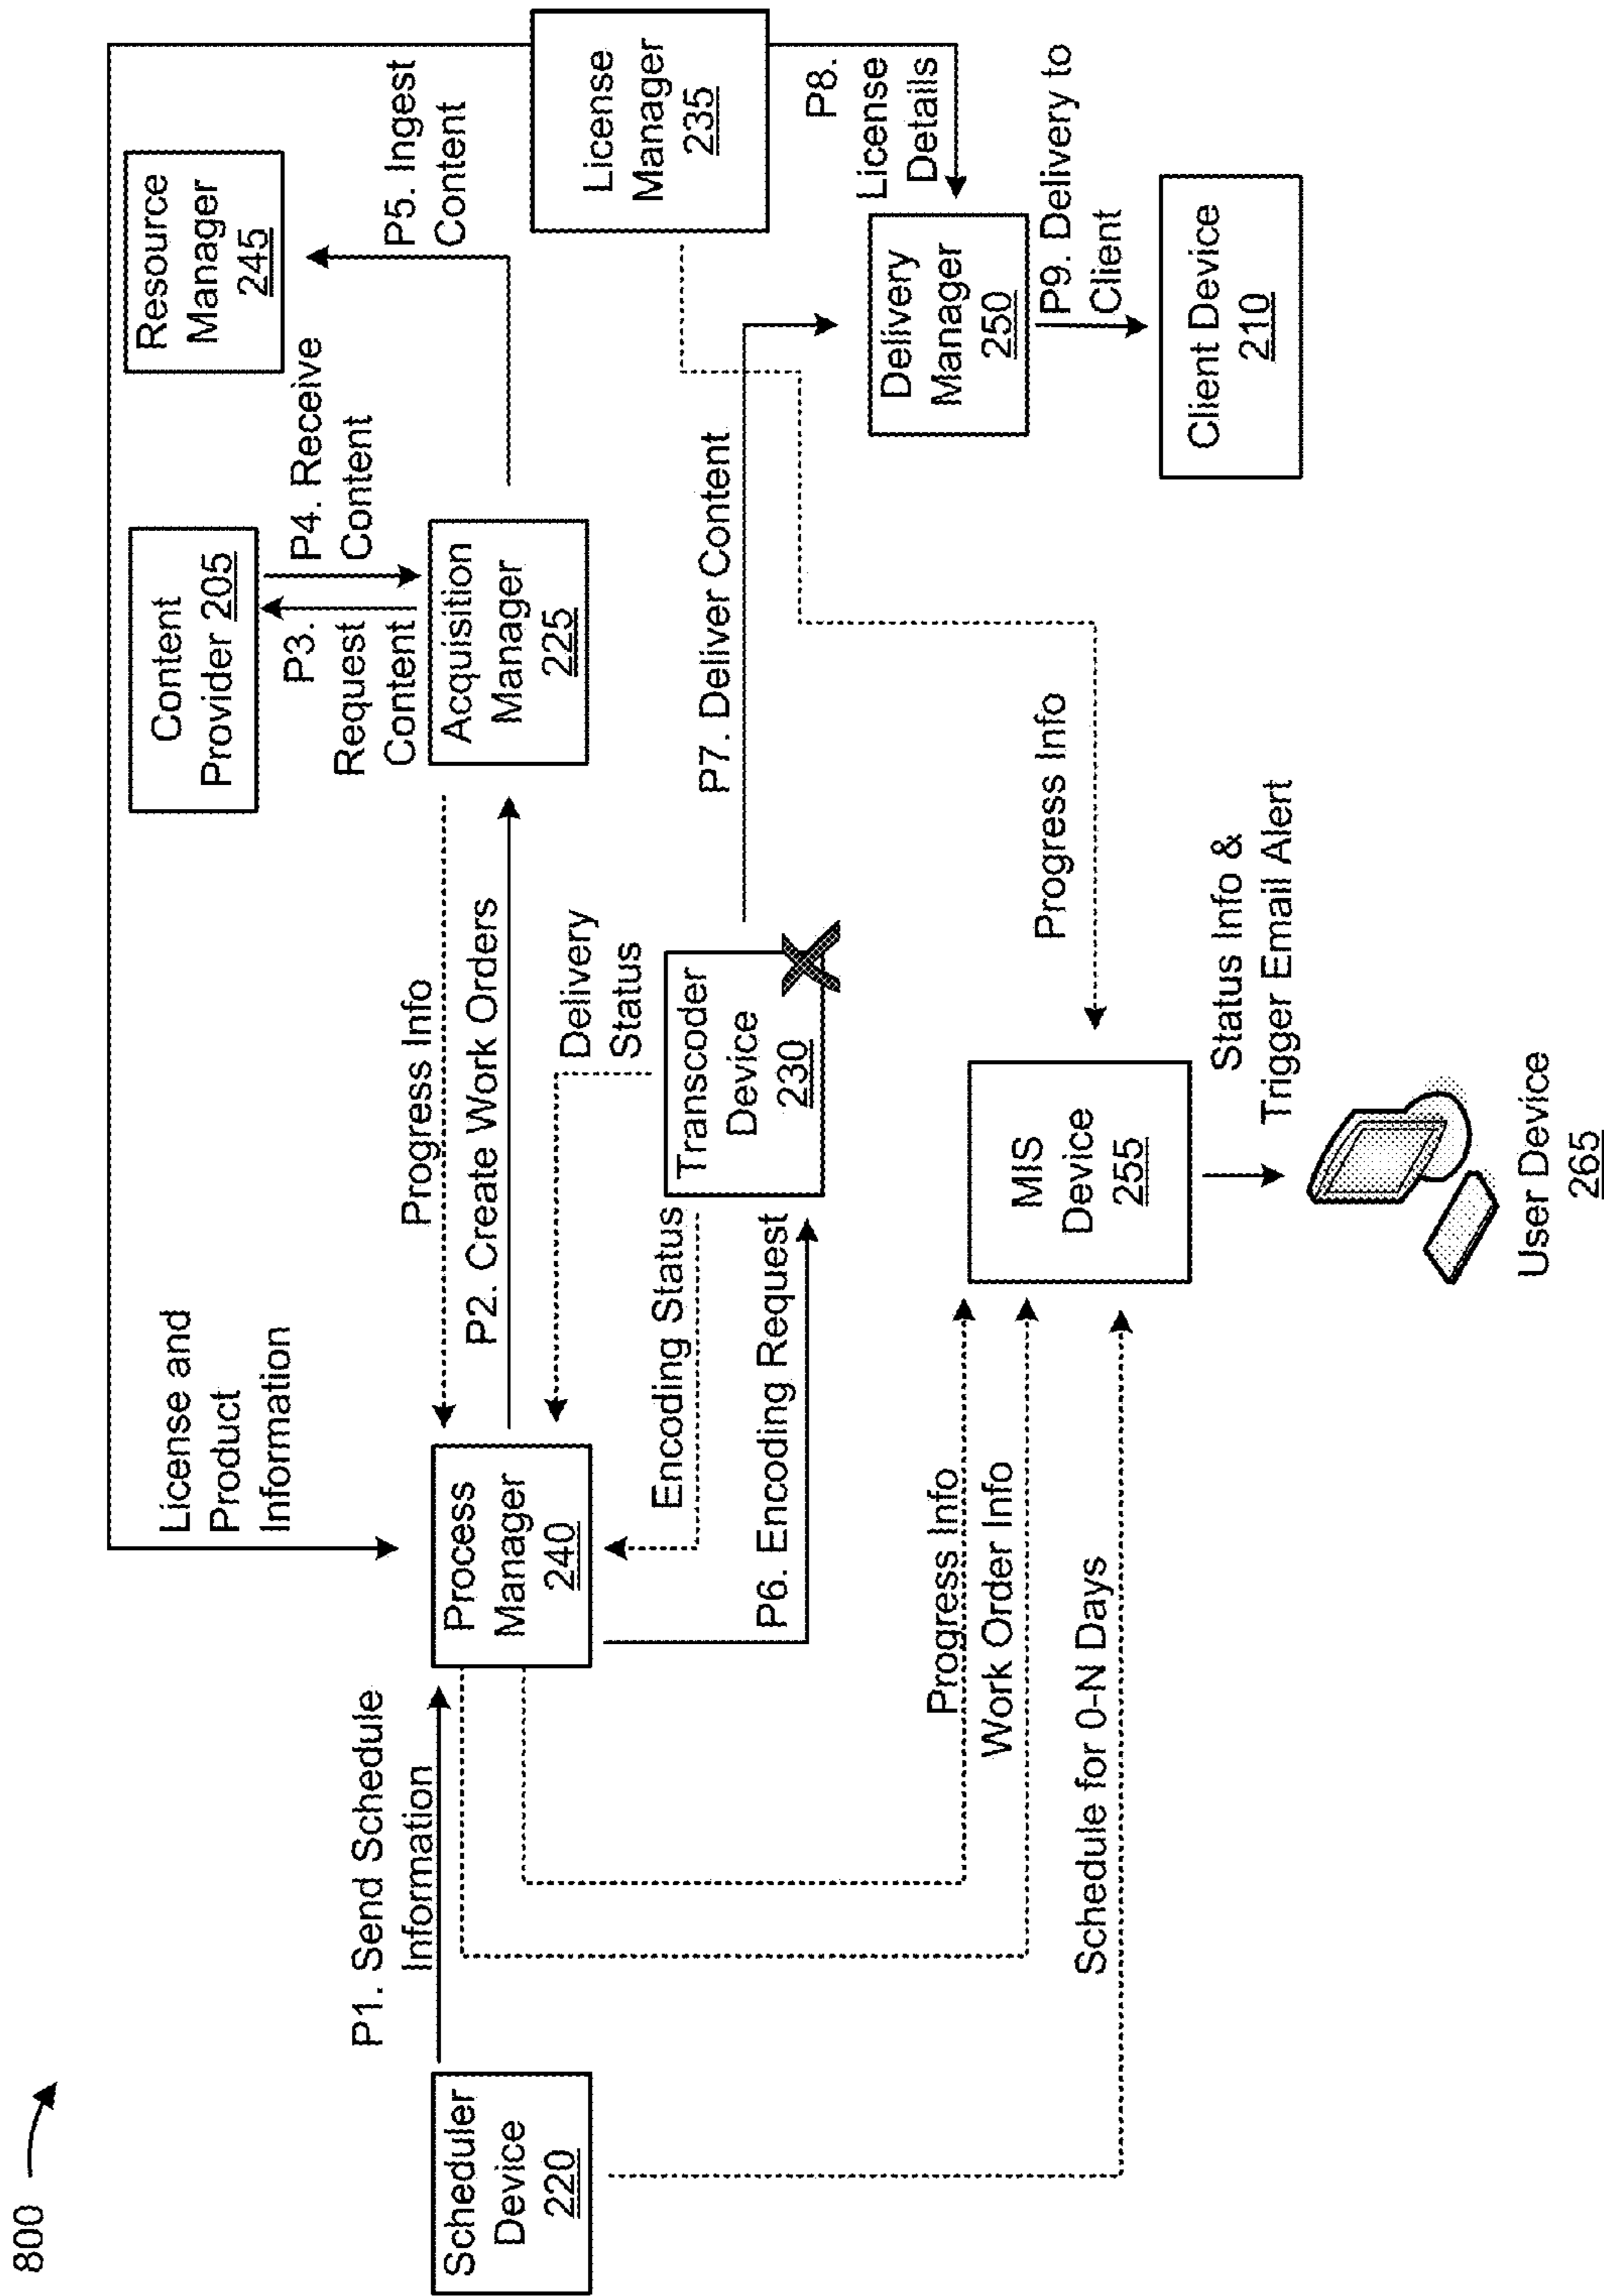 800
License and
Product
Information
Content
Provider 205
Resource
Manager
245
P3.
Request
Content
P4. Receive
Content
P5. Ingest
Content
P1. Send Schedule
Information
Scheduler
Device
220
Process
Manager
240
Progress Info
P2. Create Work Orders
Acquisition
Manager
225
License
Manager
235
Delivery
Status
Encoding Status
P6. Encoding Request
Transcoder
Device
230
P7. Deliver Content
P8.
License
Details
Delivery
Manager
250
P9. Delivery to
Client
Client Device
210
Progress Info
Work Order Info
Schedule for 0-N Days
MIS
Device
255
Progress Info
Status Info &
Trigger Email Alert
User Device
265